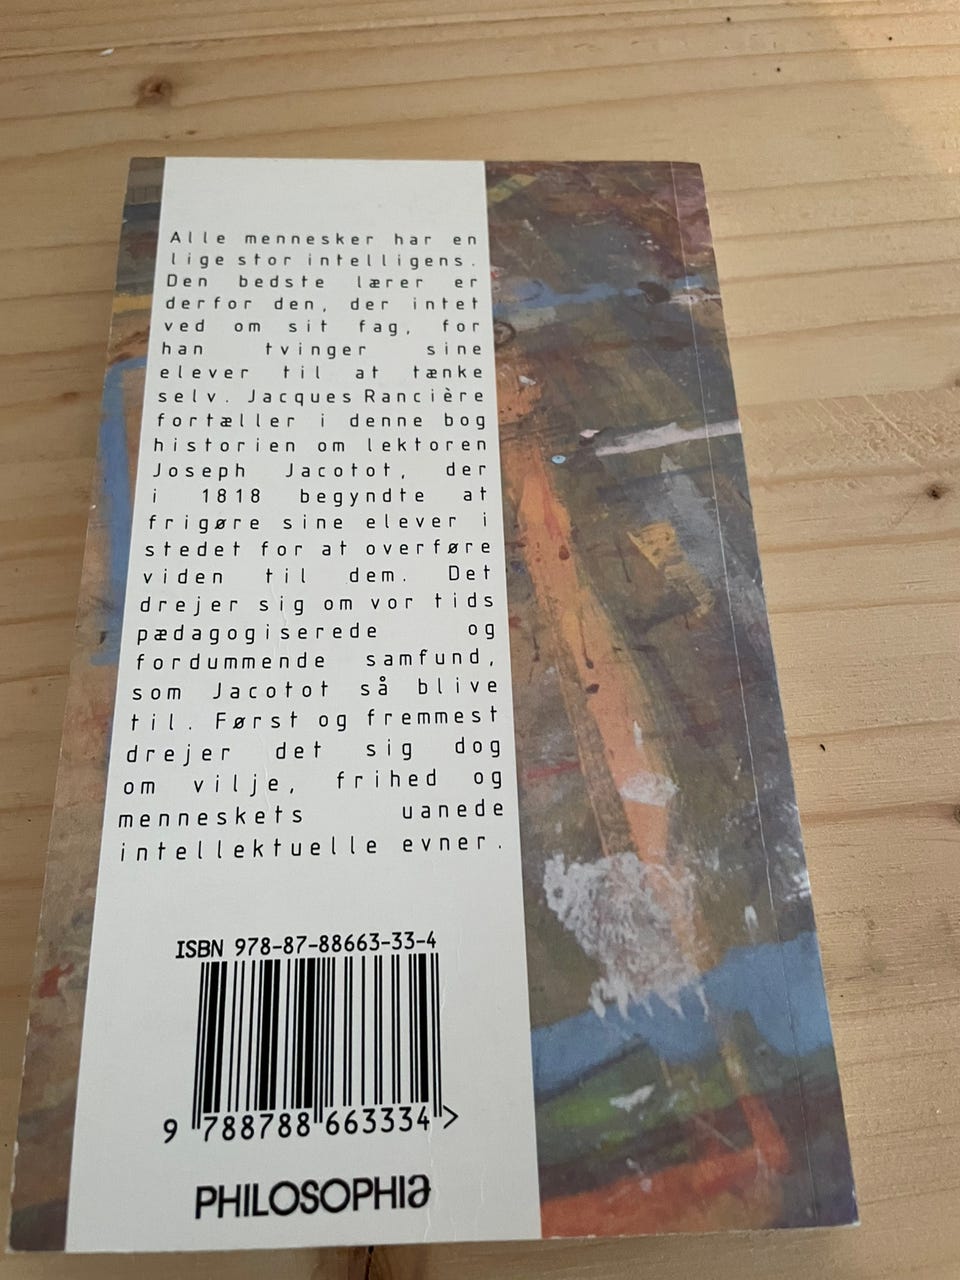 Alle mennesker har en
lige stor intelligens.
Den bedste lærer er
derfor den, der intet
ved om sit fag, for
han tvinger sine
elever til at tænke
selv. Jacques Rancière
fortæller i denne bog
historien om lektoren
Joseph Jacotot, der
i 1818 begyndte at
frigøre sine elever i
stedet for at overføre
viden til dem. Det
drejer sig om vor tids
pædagogiserede og
fordummende samfund,
som Jacotot så blive
til. Først og fremmest
drejer det sig dog
om vilje, frihed og
menneskets uanede
intellektuelle evner.
ISBN 978-87-88663-33-4
9 788788 663334 >
PHILOSOPHIA